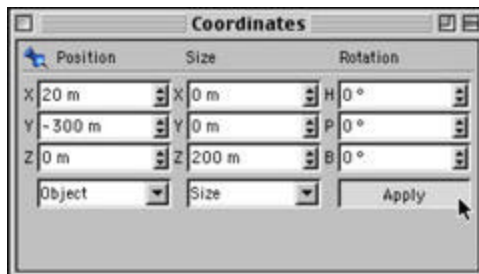 Coordinates
Position Size Rotation
X 20 m X 0 m H 0 °
Y -300 m Y 0 m P 0 °
Z 0 m Z 200 m B 0 °
Object Size Apply